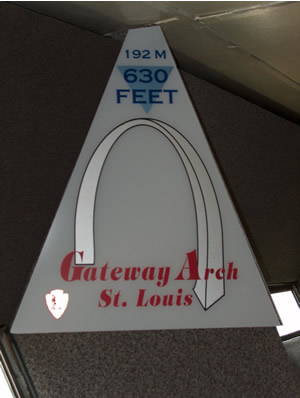 192 M
630
FEET
Gateway Arch
St. Louis